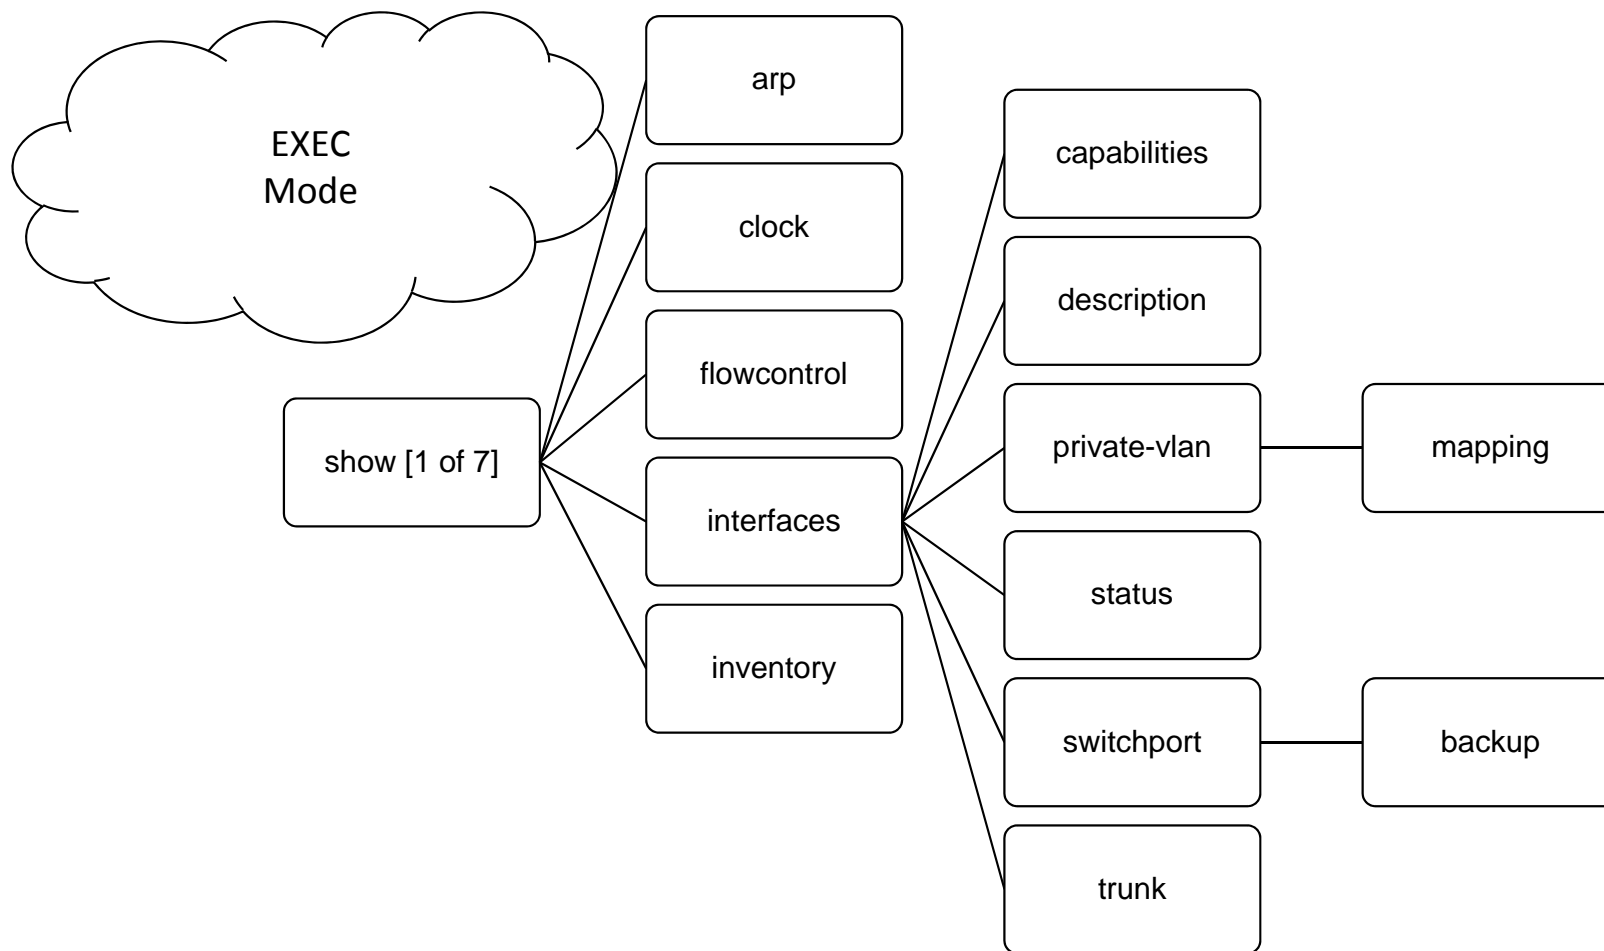 EXEC
Mode
show [1 of 7]
arp
clock
flowcontrol
interfaces
inventory
capabilities
description
private-vlan
status
switchport
trunk
mapping
backup